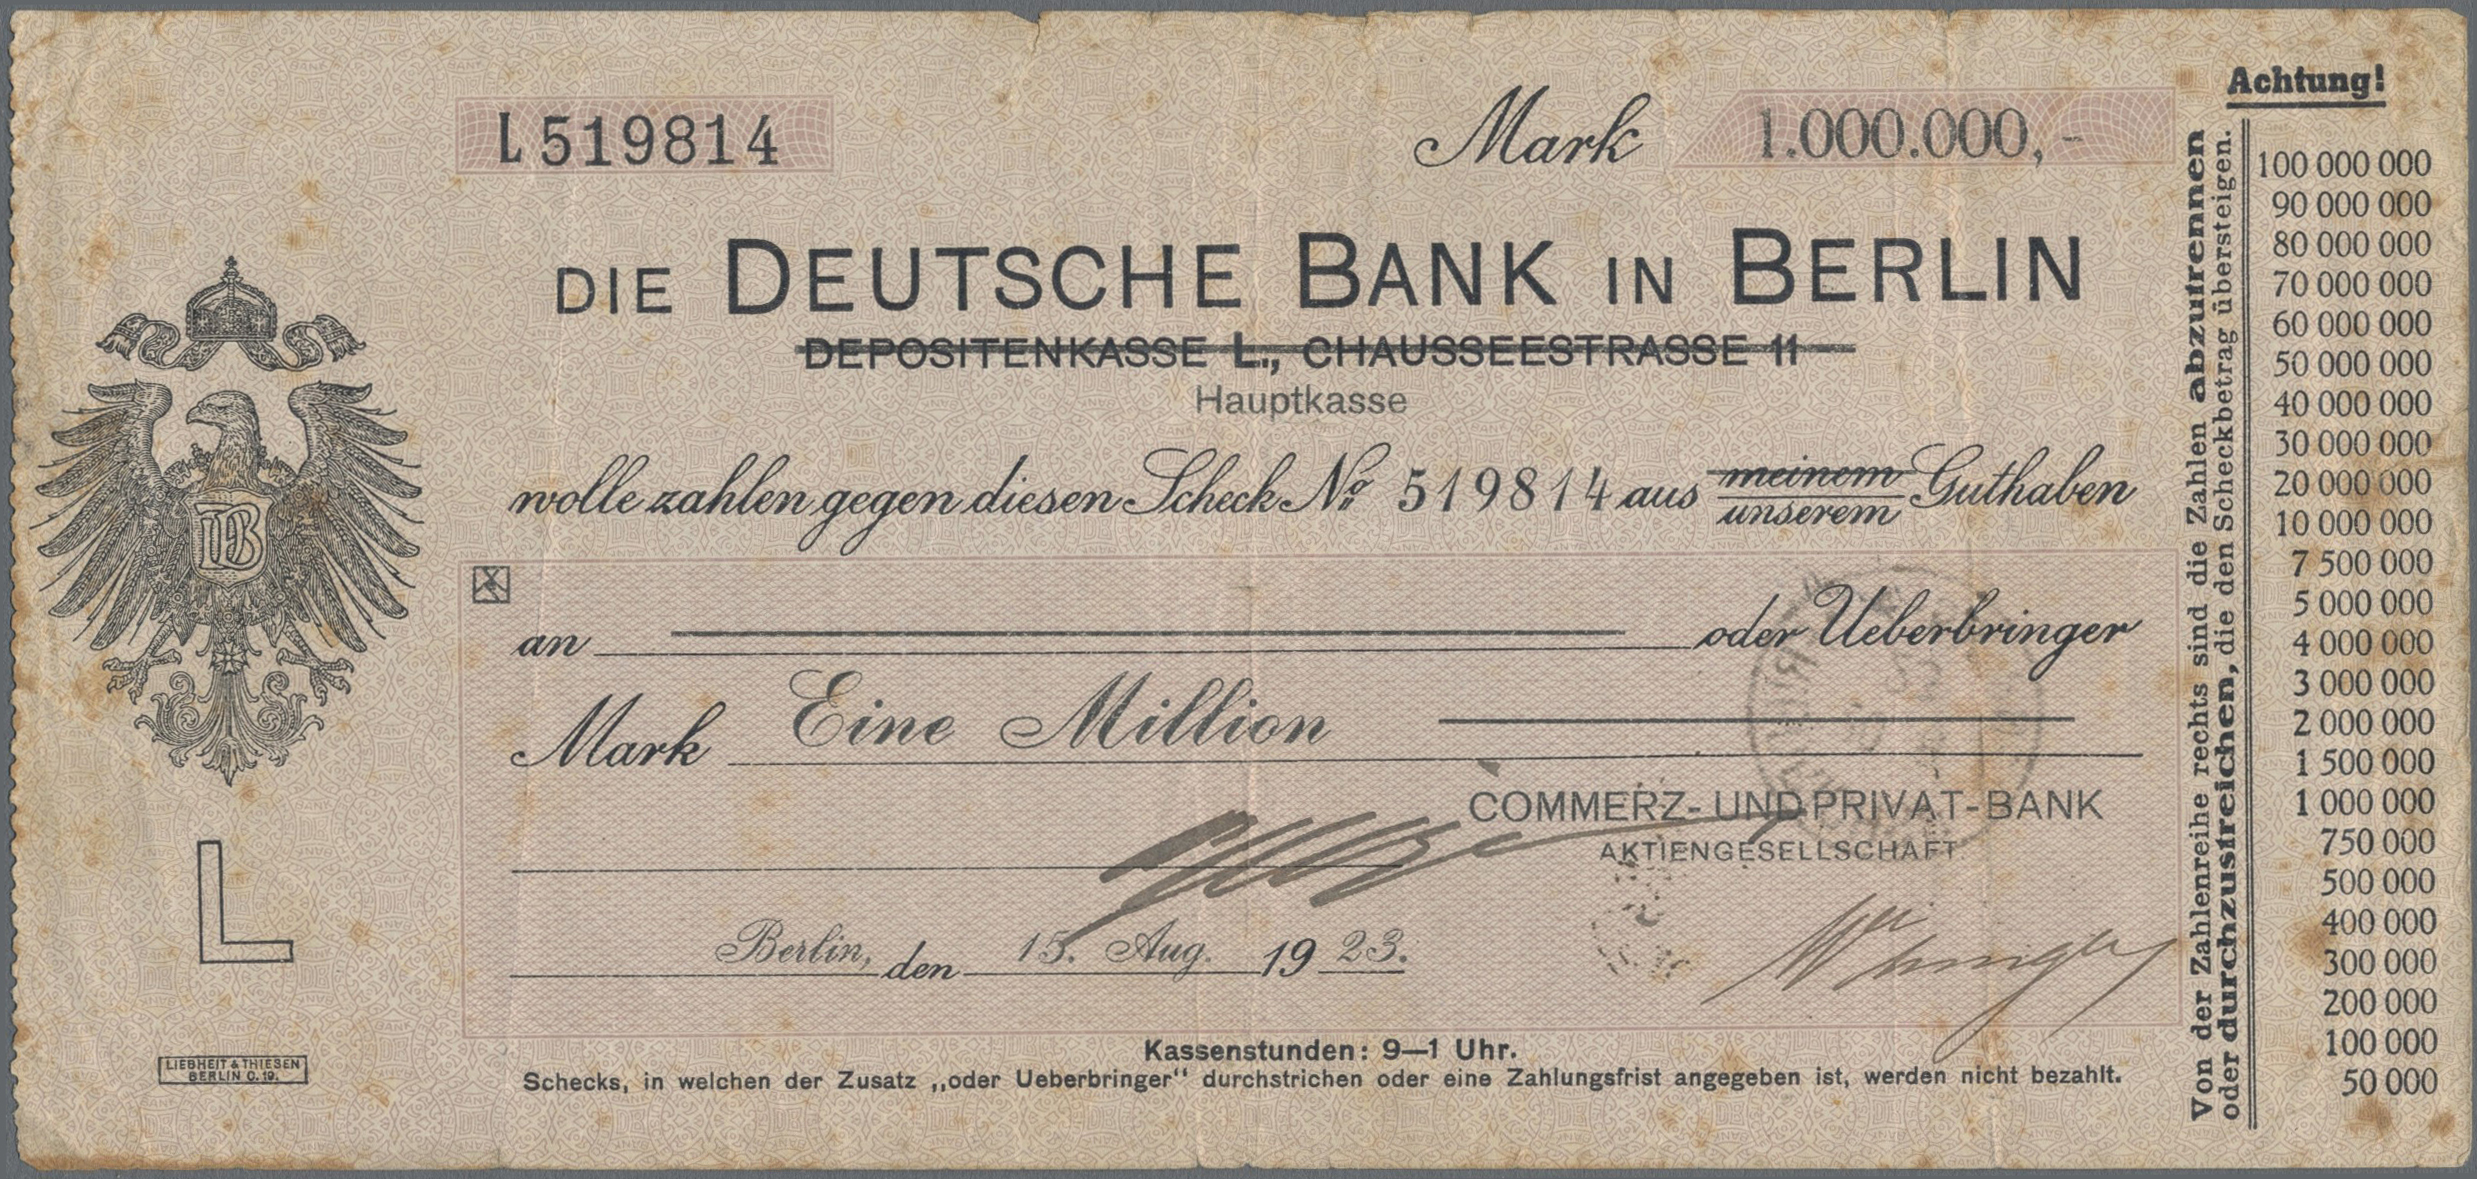 L 519814
Mark 1.000.000,-
DIE DEUTSCHE BANK IN BERLIN
DEPOSITENKASSE L., CHAUSSEESTRASSE 11
Hauptkasse
wolle zahlen gegen diesen Scheck No 519814 aus meinem Guthaben
unserem
an oder Ueberbringer
Mark Eine Million
COMMERZ- UND PRIVAT-BANK
AKTIENGESELLSCHAFT
Berlin, den 15. Aug. 1923.
Kassenstunden: 9—1 Uhr.
Schecks, in welchen der Zusatz „oder Ueberbringer" durchstrichen oder eine Zahlungsfrist angegeben ist, werden nicht bezahlt.
DB
L
LIEBHEIT & THIESEN
BERLIN C. 19.
Von der Zahlenreihe rechts sind die Zahlen abzutrennen
oder durchzustreichen, die den Scheckbetrag übersteigen.
Achtung!
100 000 000
90 000 000
80 000 000
70 000 000
60 000 000
50 000 000
40 000 000
30 000 000
20 000 000
10 000 000
7 500 000
5 000 000
4 000 000
3 000 000
2 000 000
1 500 000
1 000 000
750 000
500 000
400 000
300 000
200 000
100 000
50 000